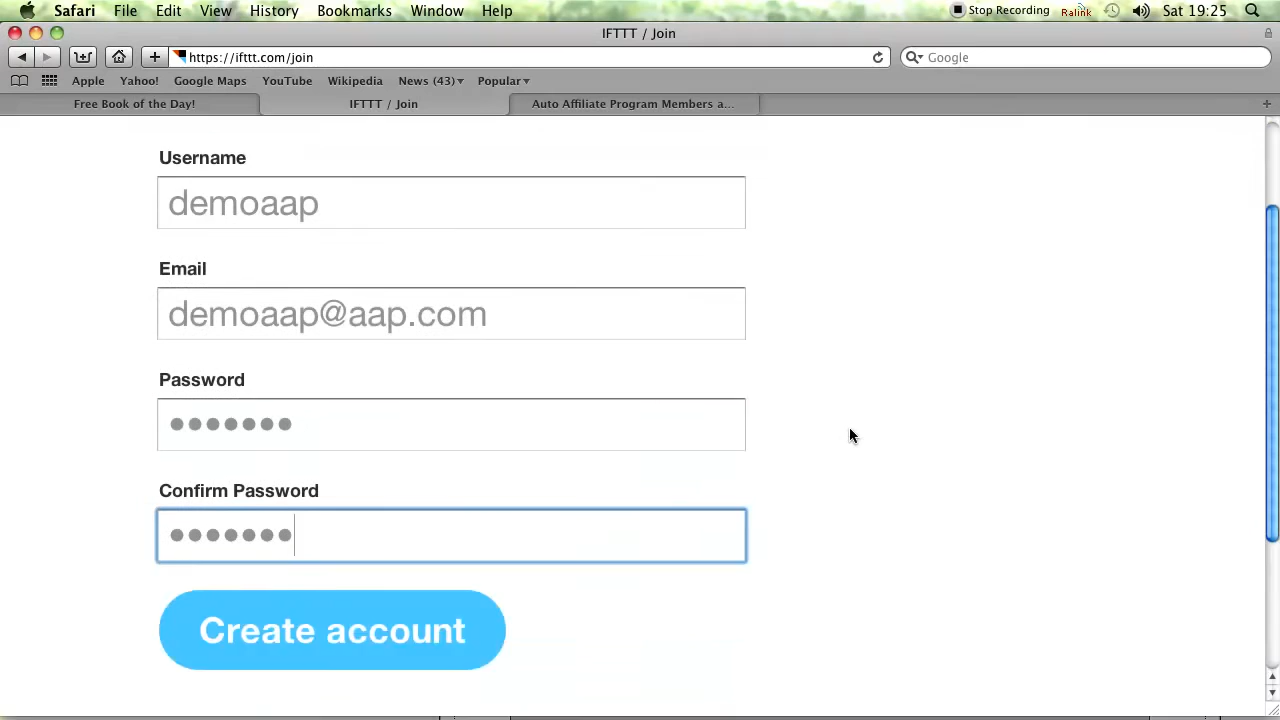 Safari File Edit View History Bookmarks Window Help Stop Recording Ralink Sat 19:25
IFTTT / Join
https://ifttt.com/join Google
Apple Yahoo! Google Maps YouTube Wikipedia News (43) Popular
Free Book of the Day! IFTTT / Join Auto Affiliate Program Members a...
Username
demoaap
Email
demoaap@aap.com
Password
•••••••
Confirm Password
•••••••
Create account